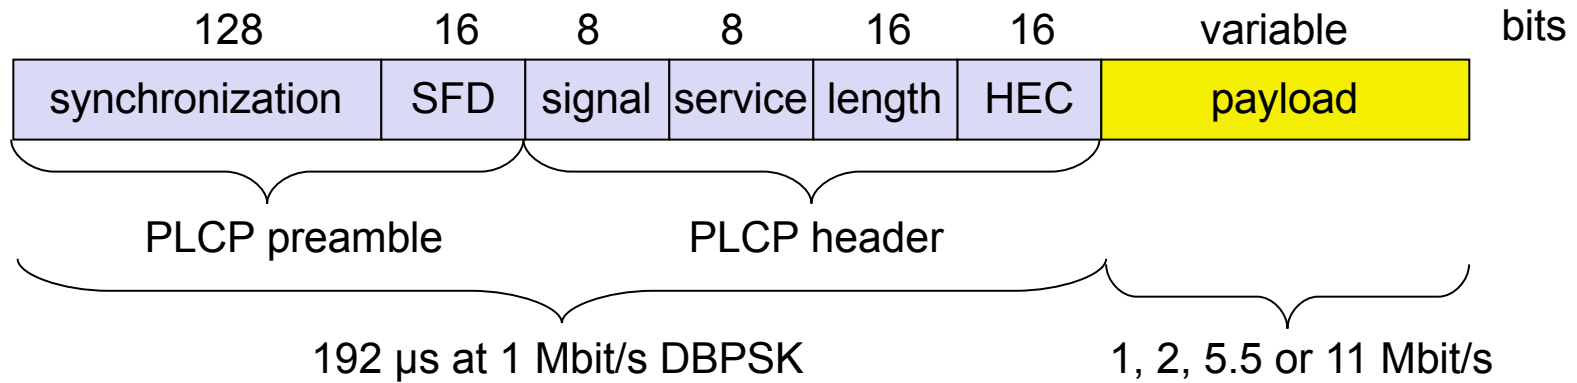 128 16 8 8 16 16 variable bits
synchronization SFD signal service length HEC payload
PLCP preamble PLCP header
192 µs at 1 Mbit/s DBPSK 1, 2, 5.5 or 11 Mbit/s